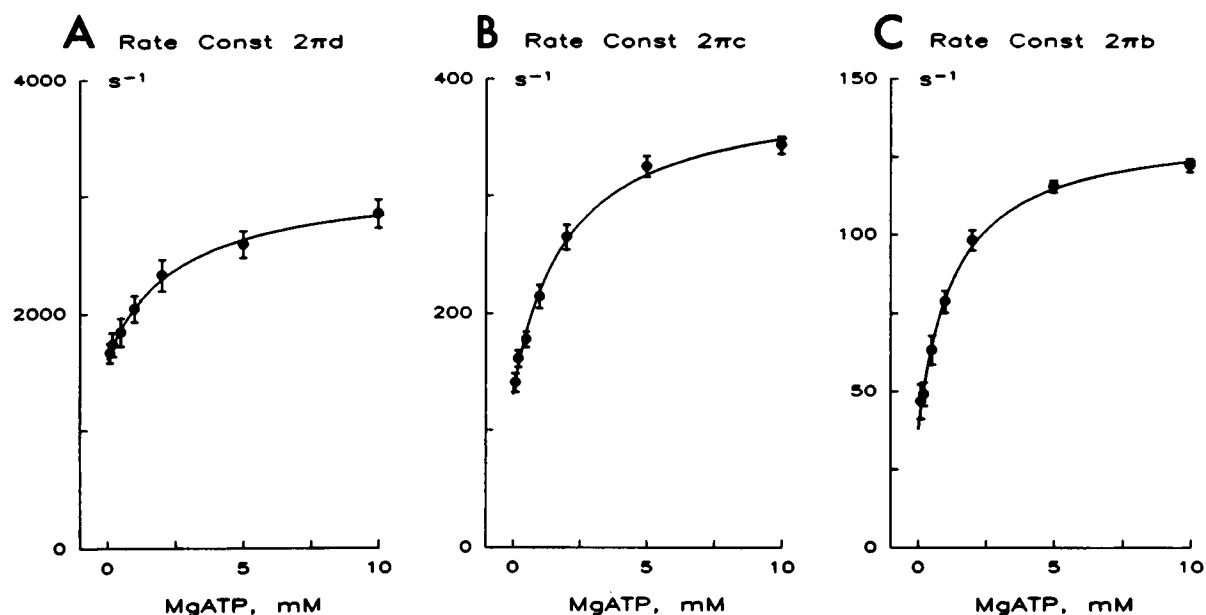 A Rate Const 2πd
s⁻¹
4000
2000
0
0 5 10
MgATP, mM
B Rate Const 2πc
s⁻¹
400
200
0
0 5 10
MgATP, mM
C Rate Const 2πb
s⁻¹
150
100
50
0
0 5 10
MgATP, mM